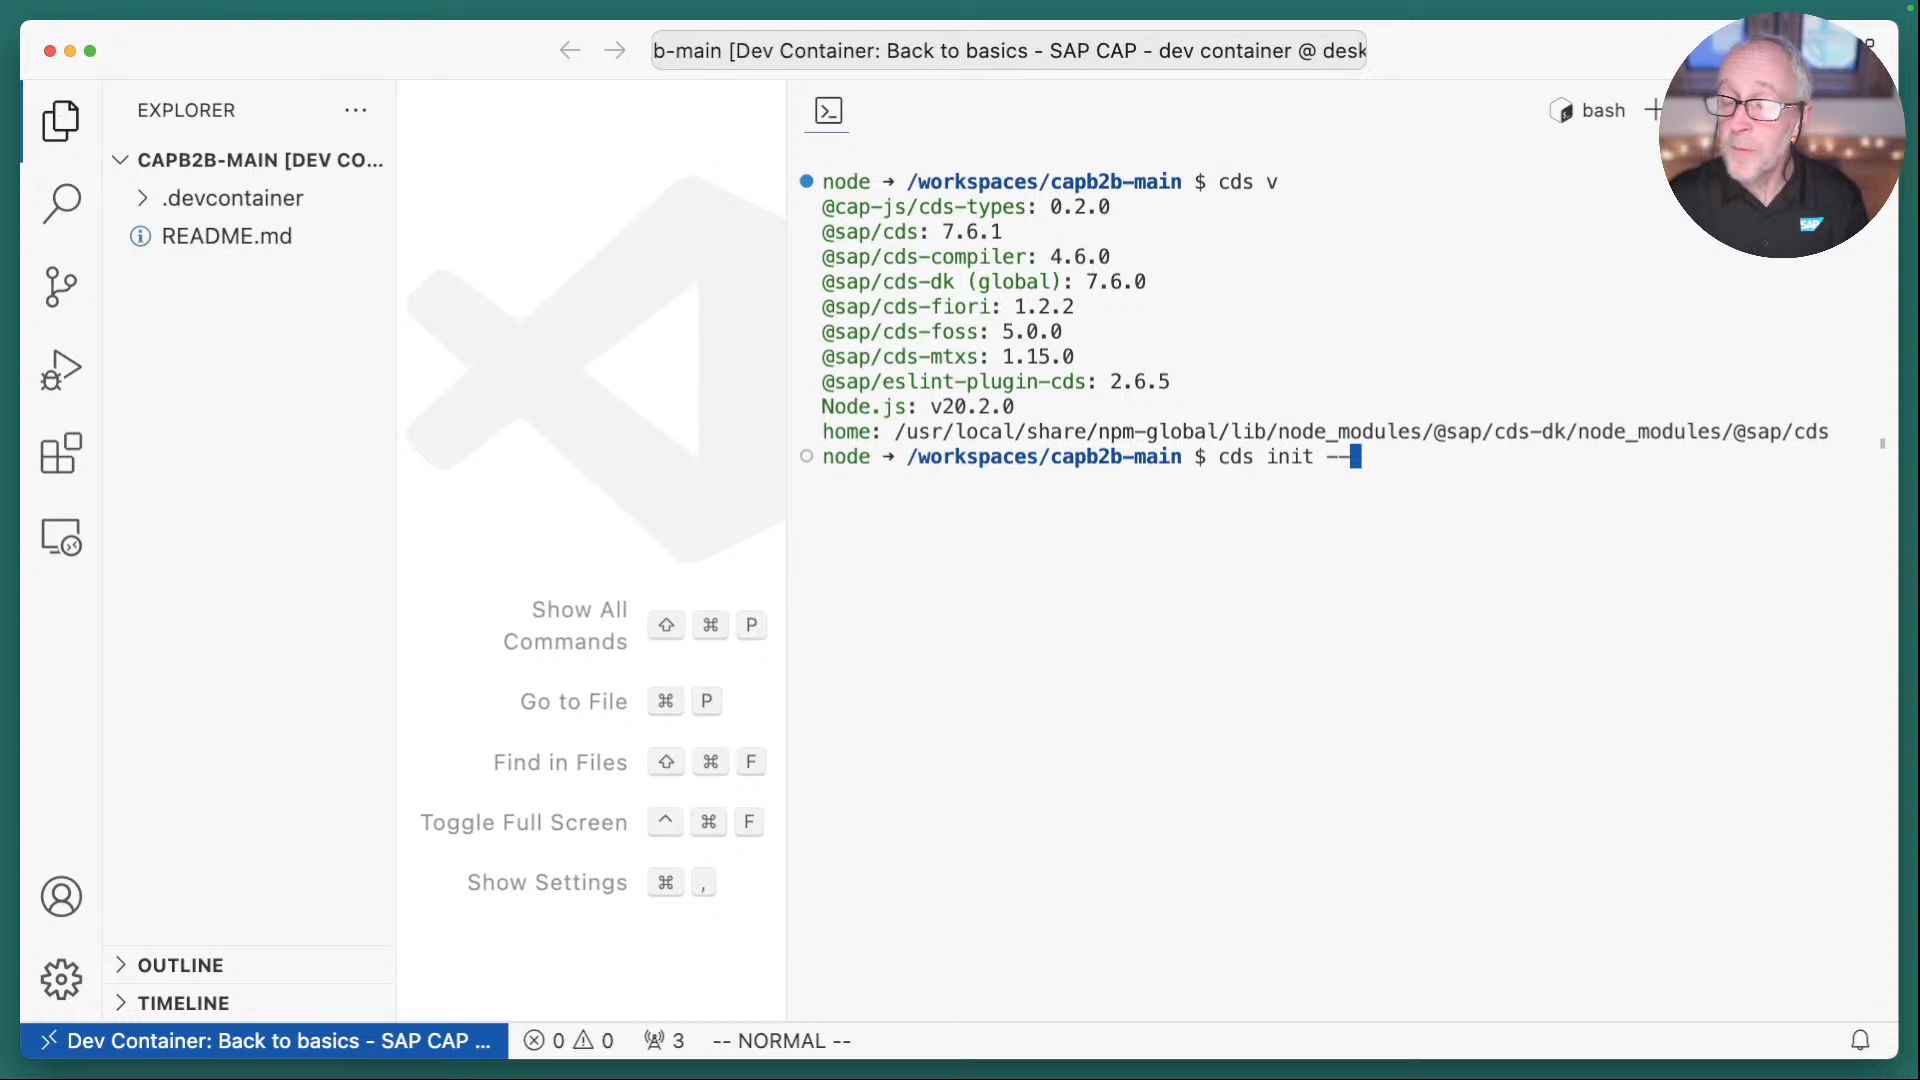 b-main [Dev Container: Back to basics - SAP CAP - dev container @ desk
EXPLORER
CAPB2B-MAIN [DEV CO...
.devcontainer
README.md
Show All
Commands
⇧ ⌘ P
Go to File
⌘ P
Find in Files
⇧ ⌘ F
Toggle Full Screen
^ ⌘ F
Show Settings
⌘ ,
OUTLINE
TIMELINE
bash
node → /workspaces/capb2b-main $ cds v
@cap-js/cds-types: 0.2.0
@sap/cds: 7.6.1
@sap/cds-compiler: 4.6.0
@sap/cds-dk (global): 7.6.0
@sap/cds-fiori: 1.2.2
@sap/cds-foss: 5.0.0
@sap/cds-mtxs: 1.15.0
@sap/eslint-plugin-cds: 2.6.5
Node.js: v20.2.0
home: /usr/local/share/npm-global/lib/node_modules/@sap/cds-dk/node_modules/@sap/cds
node → /workspaces/capb2b-main $ cds init --
SAP
Dev Container: Back to basics - SAP CAP ...
0
0
3
-- NORMAL --